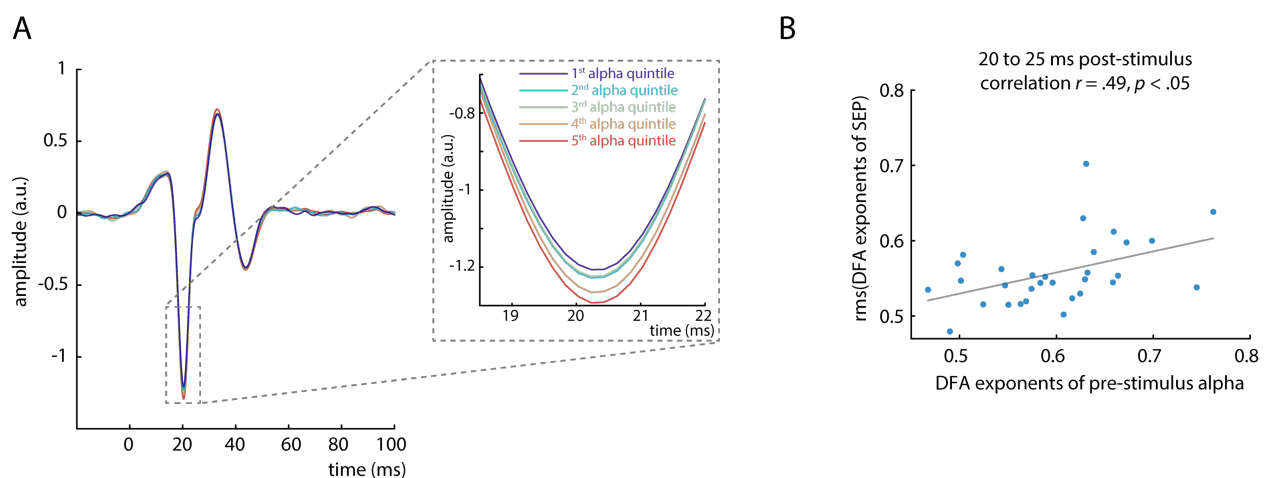 A
1
0.5
0
-0.5
-1
amplitude (a.u.)
0 20 40 60 80 100
time (ms)
1st alpha quintile
2nd alpha quintile
3rd alpha quintile
4th alpha quintile
5th alpha quintile
-0.8
-1
-1.2
amplitude (a.u.)
19 20 21 22
time (ms)
B
20 to 25 ms post-stimulus
correlation r = .49, p < .05
0.8
0.7
0.6
0.5
rms(DFA exponents of SEP)
0.5 0.6 0.7 0.8
DFA exponents of pre-stimulus alpha